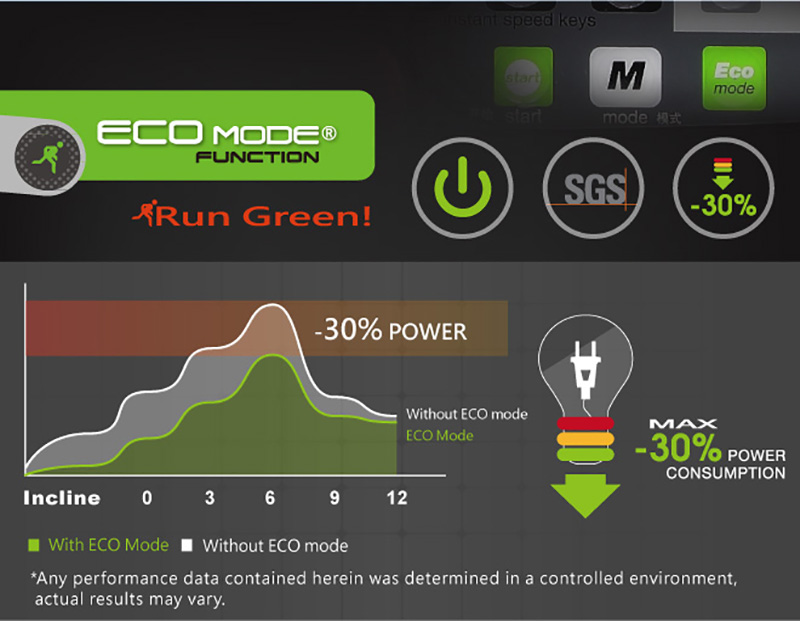 instant speed keys
start
M
Eco
mode
start
mode 模式
ECO MODE®
FUNCTION
Run Green!
SGS
-30%
-30% POWER
Without ECO mode
ECO Mode
Incline 0 3 6 9 12
MAX
-30% POWER
CONSUMPTION
With ECO Mode Without ECO mode
*Any performance data contained herein was determined in a controlled environment,
actual results may vary.